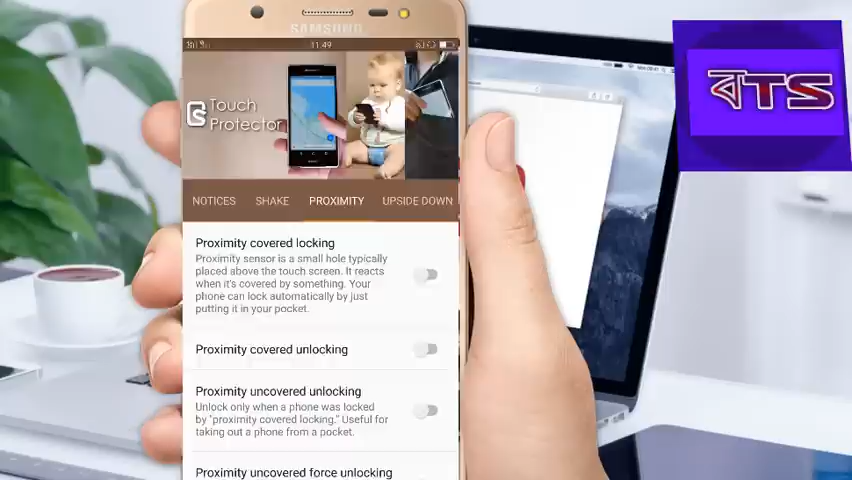 SAMSUNG
11:49
Touch
Protector
NOTICES SHAKE PROXIMITY UPSIDE DOWN
Proximity covered locking
Proximity sensor is a small hole typically
placed above the touch screen. It reacts
when it's covered by something. Your
phone can lock automatically by just
putting it in your pocket.
Proximity covered unlocking
Proximity uncovered unlocking
Unlock only when a phone was locked
by "proximity covered locking." Useful for
taking out a phone from a pocket.
Proximity uncovered force unlocking
বTS